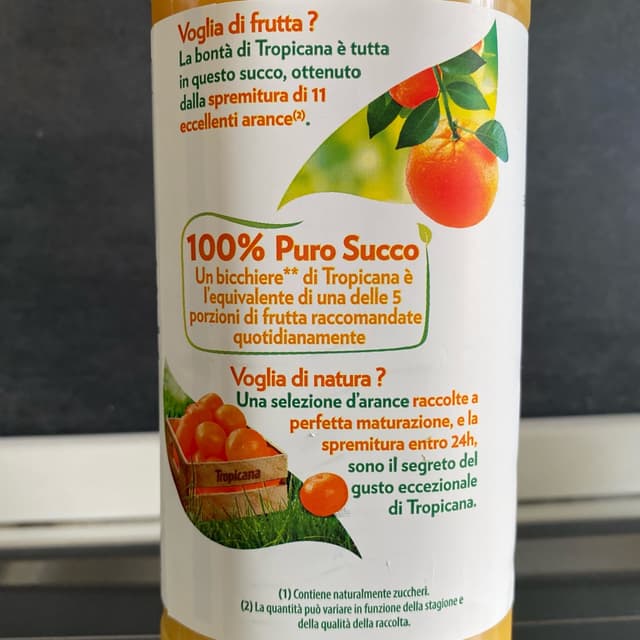 Voglia di frutta ?
La bontà di Tropicana è tutta
in questo succo, ottenuto
dalla spremitura di 11
eccellenti arance(2).
100% Puro Succo
Un bicchiere** di Tropicana è
l'equivalente di una delle 5
porzioni di frutta raccomandate
quotidianamente
Voglia di natura ?
Una selezione d'arance raccolte a
perfetta maturazione, e la
spremitura entro 24h,
sono il segreto del
gusto eccezionale
di Tropicana.
Tropicana
(1) Contiene naturalmente zuccheri.
(2) La quantità può variare in funzione della stagione e
della qualità della raccolta.